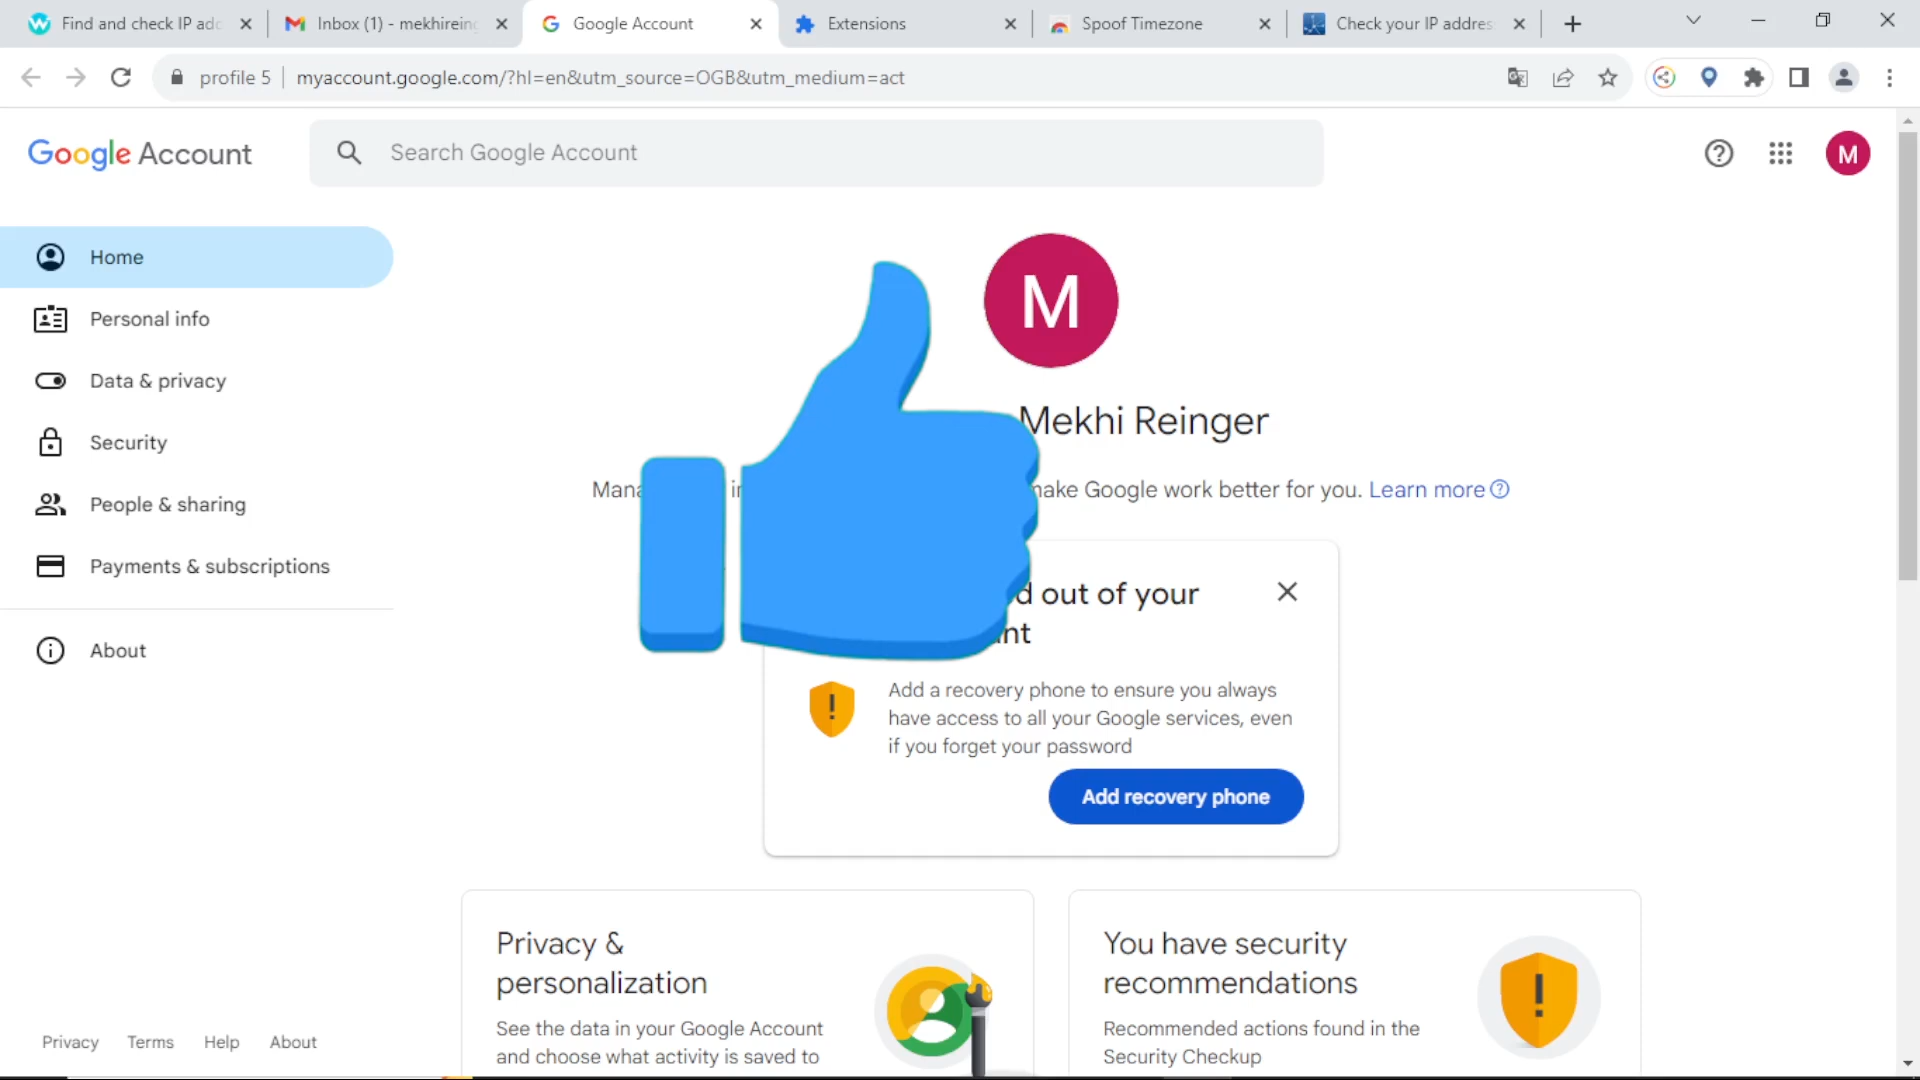 Find and check IP adc
Inbox (1) - mekhireing
Google Account
Extensions
Spoof Timezone
Check your IP addres
profile 5
myaccount.google.com/?hl=en&utm_source=OGB&utm_medium=act
Google Account
Search Google Account
M
Home
Personal info
Data & privacy
Security
People & sharing
Payments & subscriptions
About
M
Mekhi Reinger
make Google work better for you. Learn more
out of your
Add a recovery phone to ensure you always
have access to all your Google services, even
if you forget your password
Add recovery phone
Privacy &
personalization
See the data in your Google Account
and choose what activity is saved to
You have security
recommendations
Recommended actions found in the
Security Checkup
Privacy
Terms
Help
About